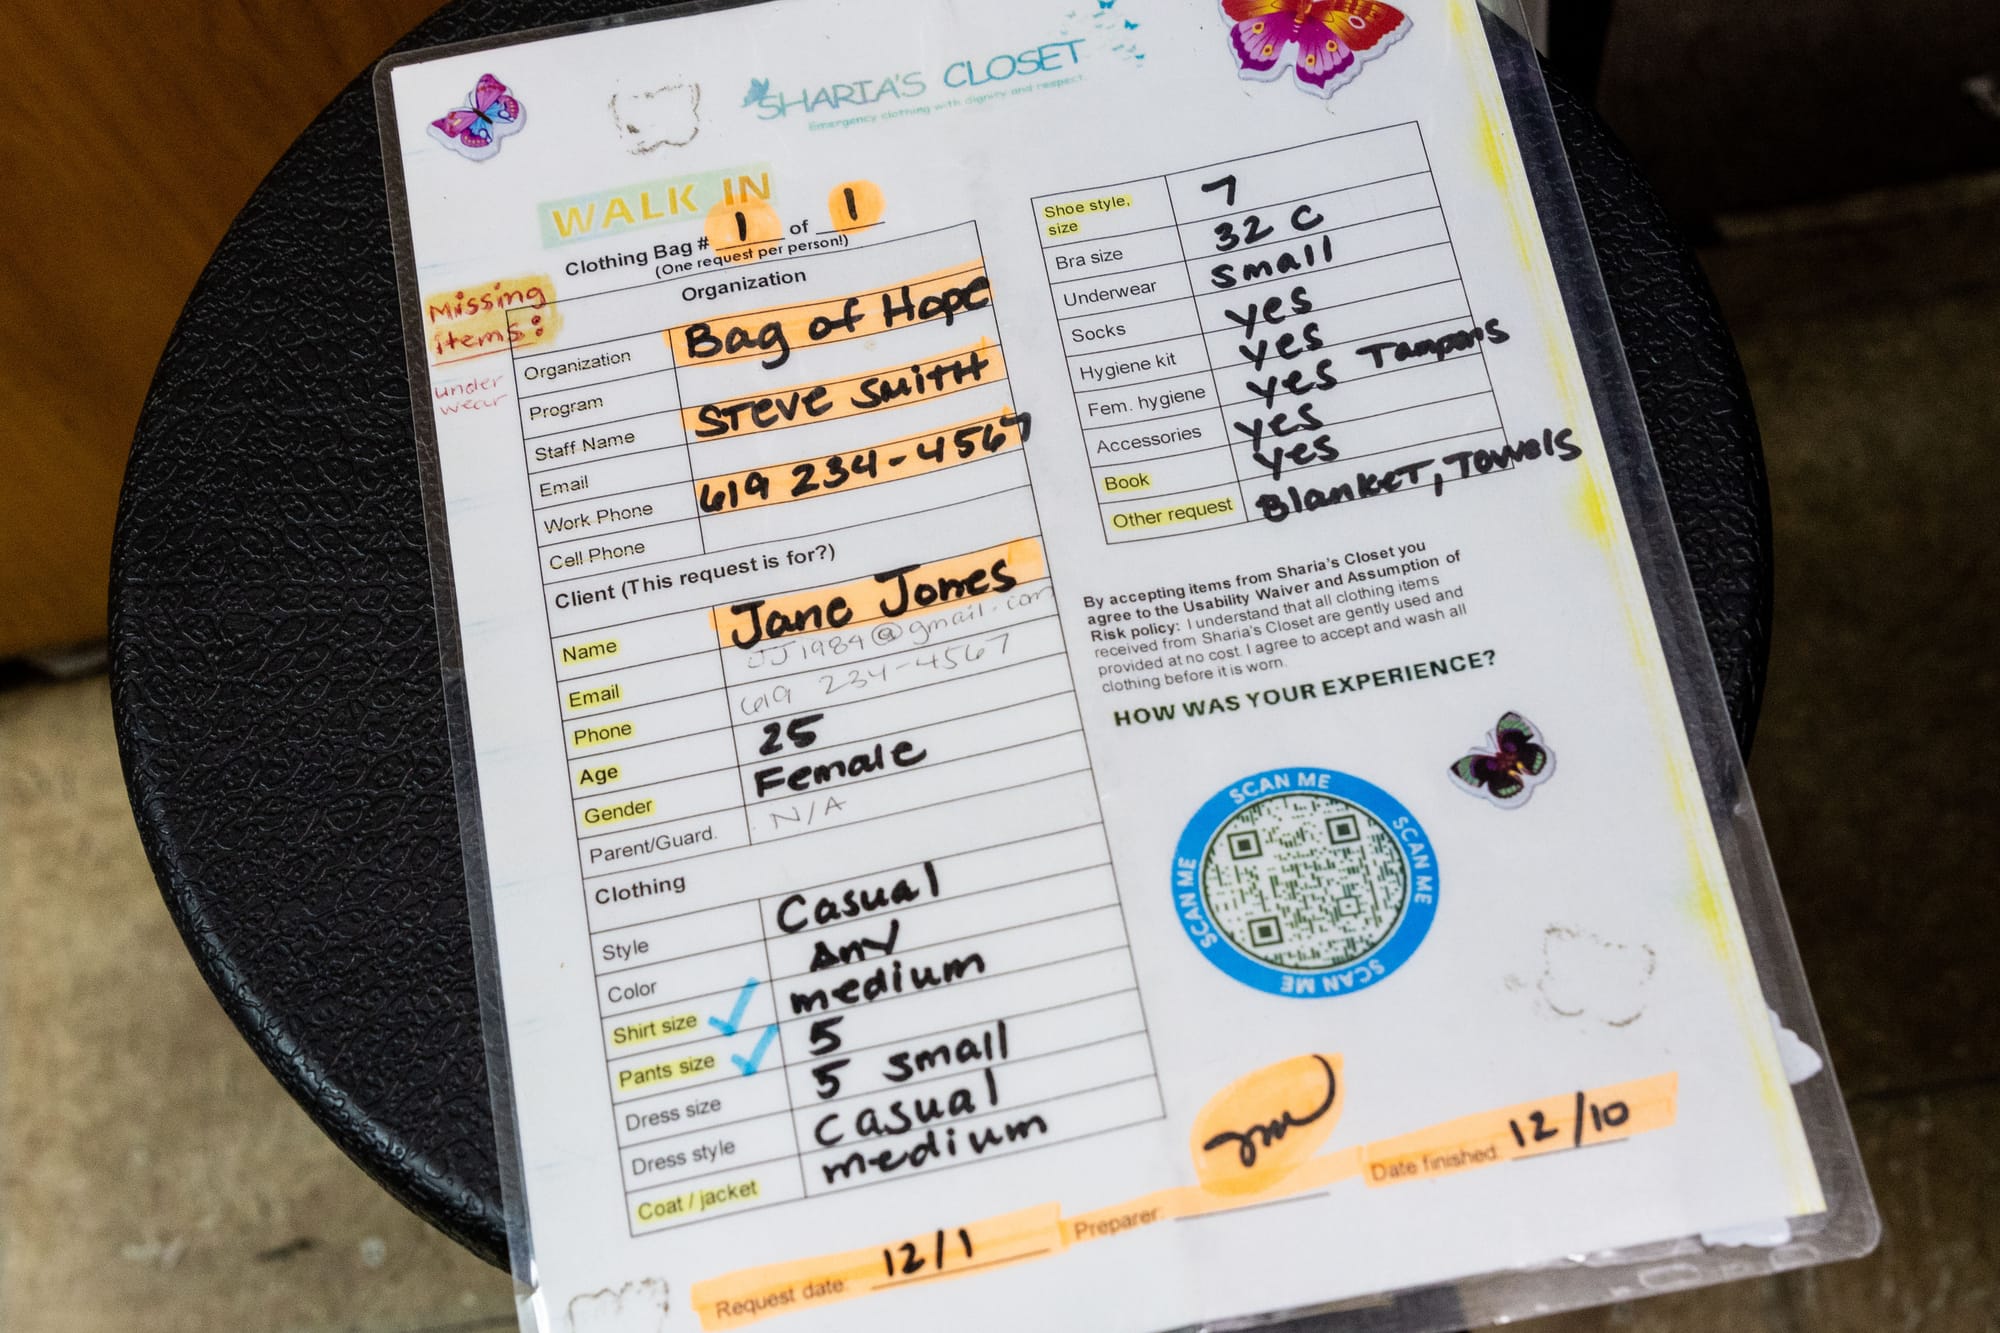 SHARIA'S CLOSET
Emergency clothing with dignity and respect.
WALK IN
Clothing Bag # 1 of 1
(One request per person!)
Missing
items:
under
wear
Organization
Organization Bag of Hope
Program
Staff Name STEVE SMITH
Email
Work Phone 619 234-4567
Cell Phone
Client (This request is for?)
Name Jane Jones
Email JJ1984@gmail.com
Phone 619 234-4567
Age 25
Gender Female
Parent/Guard. N/A
Clothing
Style Casual
Color Any
Shirt size medium
Pants size 5
Dress size 5 small
Dress style Casual
Coat / jacket medium
Shoe style, size 7
Bra size 32 C
Underwear small
Socks yes
Hygiene kit yes
Fem. hygiene yes Tampons
Accessories yes
Book yes
Other request Blanket, Towels
By accepting items from Sharia's Closet you
agree to the Usability Waiver and Assumption of
Risk policy: I understand that all clothing items
received from Sharia's Closet are gently used and
provided at no cost. I agree to accept and wash all
clothing before it is worn.
HOW WAS YOUR EXPERIENCE?
SCAN ME
SCAN ME
SCAN ME
SCAN ME
Request date: 12/1 Preparer: Date finished: 12/10